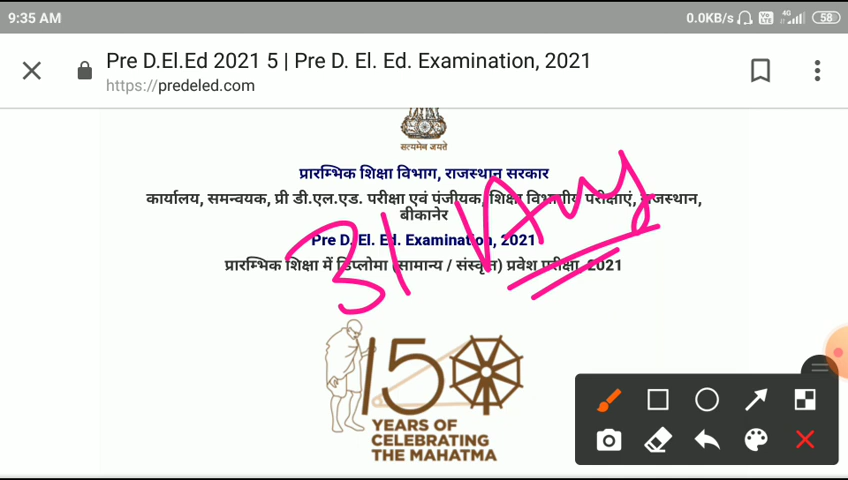 9:35 AM
0.0KB/s
4G
58
Pre D.El.Ed 2021 5 | Pre D. El. Ed. Examination, 2021
https://predeled.com
सत्यमेव जयते
प्रारम्भिक शिक्षा विभाग, राजस्थान सरकार
कार्यालय, समन्वयक, प्री डी.एल.एड. परीक्षा एवं पंजीयक, शिक्षा विभागीय परीक्षाएं, राजस्थान,
बीकानेर
Pre D. El. Ed. Examination, 2021
प्रारम्भिक शिक्षा में डिप्लोमा (सामान्य / संस्कृत) प्रवेश परीक्षा, 2021
31 Aug
150
YEARS OF
CELEBRATING
THE MAHATMA